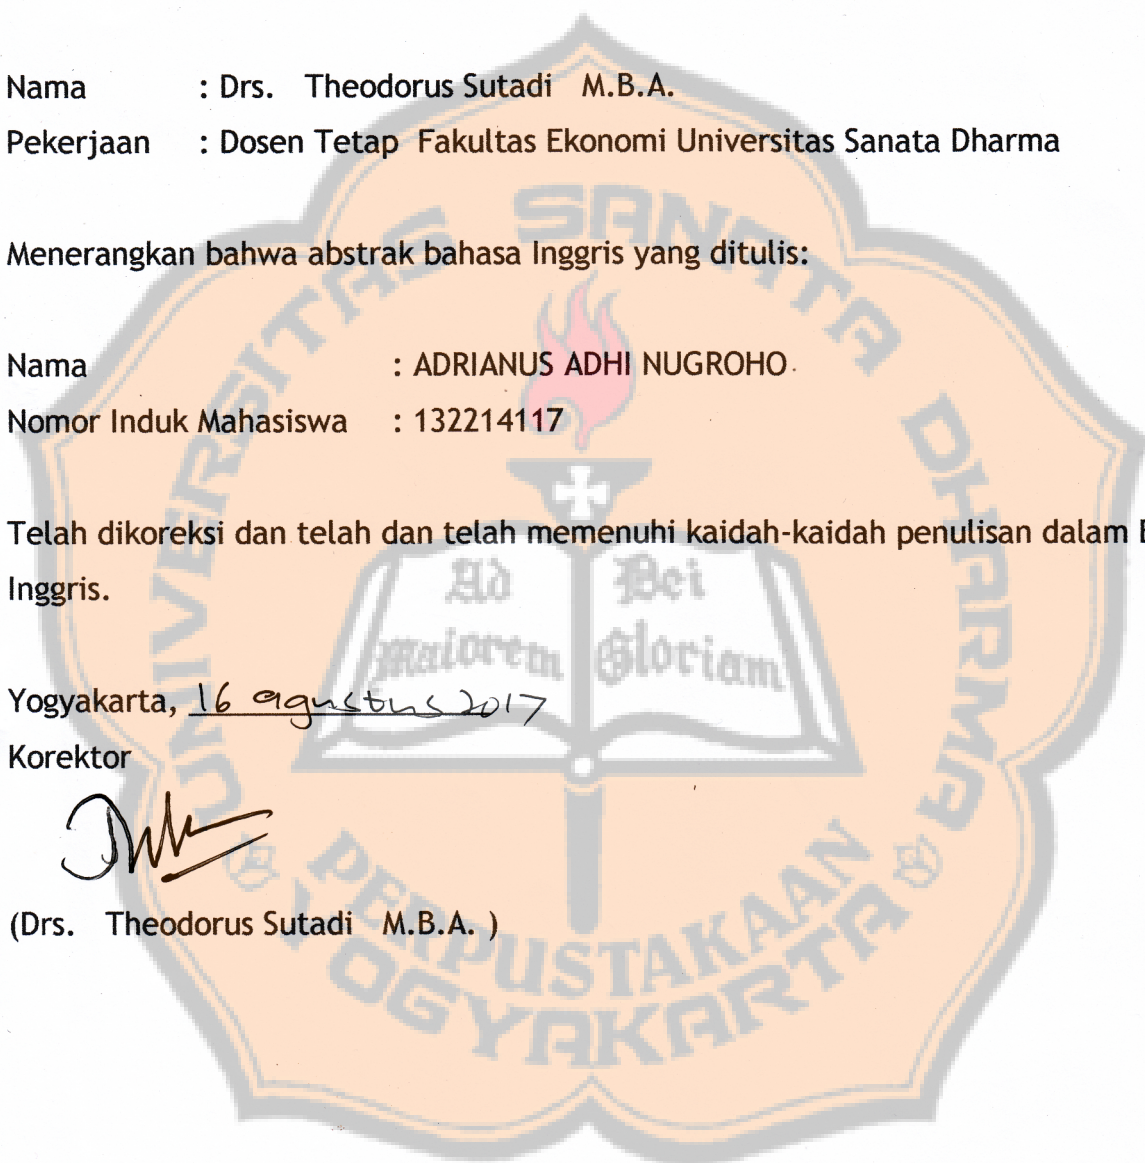 Nama : Drs. Theodorus Sutadi M.B.A.
Pekerjaan : Dosen Tetap Fakultas Ekonomi Universitas Sanata Dharma
Menerangkan bahwa abstrak bahasa Inggris yang ditulis:
Nama : ADRIANUS ADHI NUGROHO
Nomor Induk Mahasiswa : 132214117
Telah dikoreksi dan telah dan telah memenuhi kaidah-kaidah penulisan dalam
Inggris.
Yogyakarta, 16 agustus 2017
Korektor
(Drs. Theodorus Sutadi M.B.A. )
UNIVERSITAS SANATA DHARMA
Ad maiorem Dei Gloriam
PERPUSTAKAAN
YOGYAKARTA